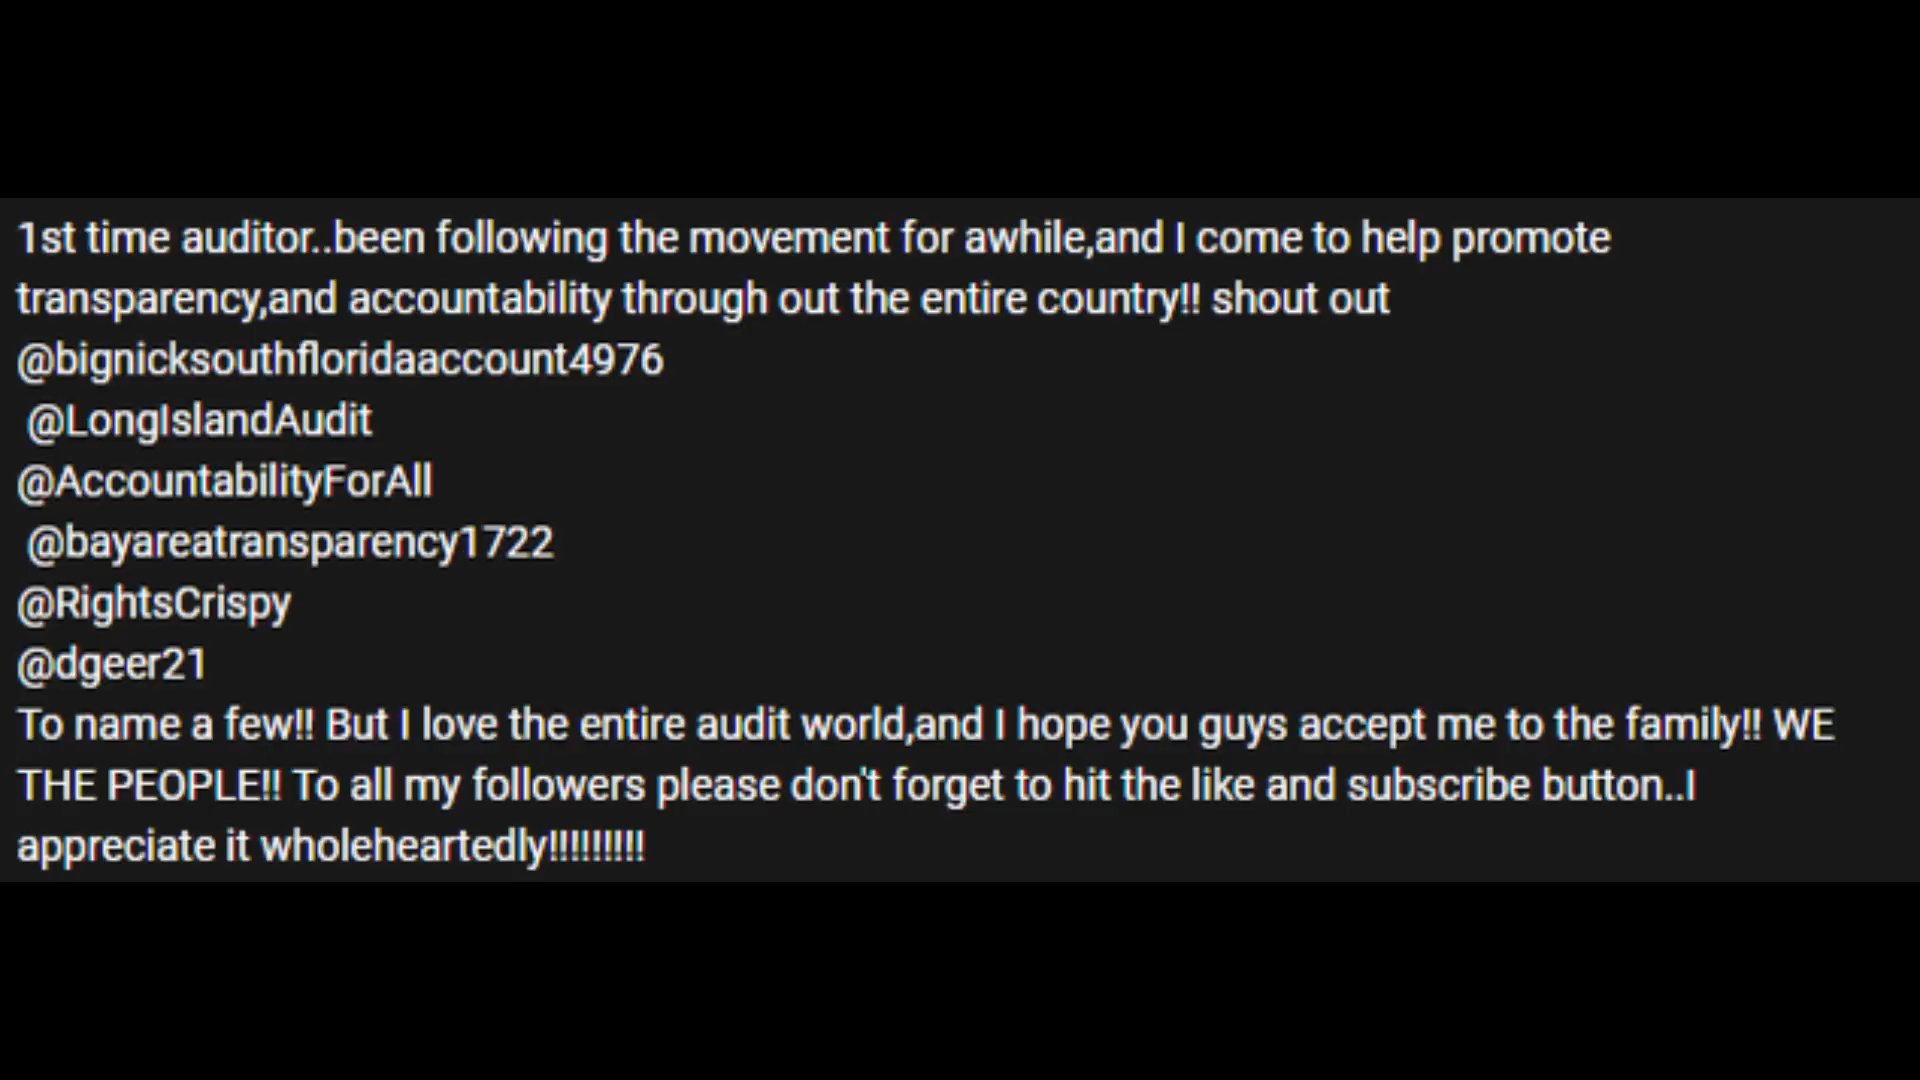 1st time auditor..been following the movement for awhile,and I come to help promote
transparency,and accountability through out the entire country!! shout out
@bignicksouthfloridaaccount4976
@LongIslandAudit
@AccountabilityForAll
@bayareatransparency1722
@RightsCrispy
@dgeer21
To name a few!! But I love the entire audit world,and I hope you guys accept me to the family!! WE
THE PEOPLE!! To all my followers please don't forget to hit the like and subscribe button..I
appreciate it wholeheartedly!!!!!!!!!